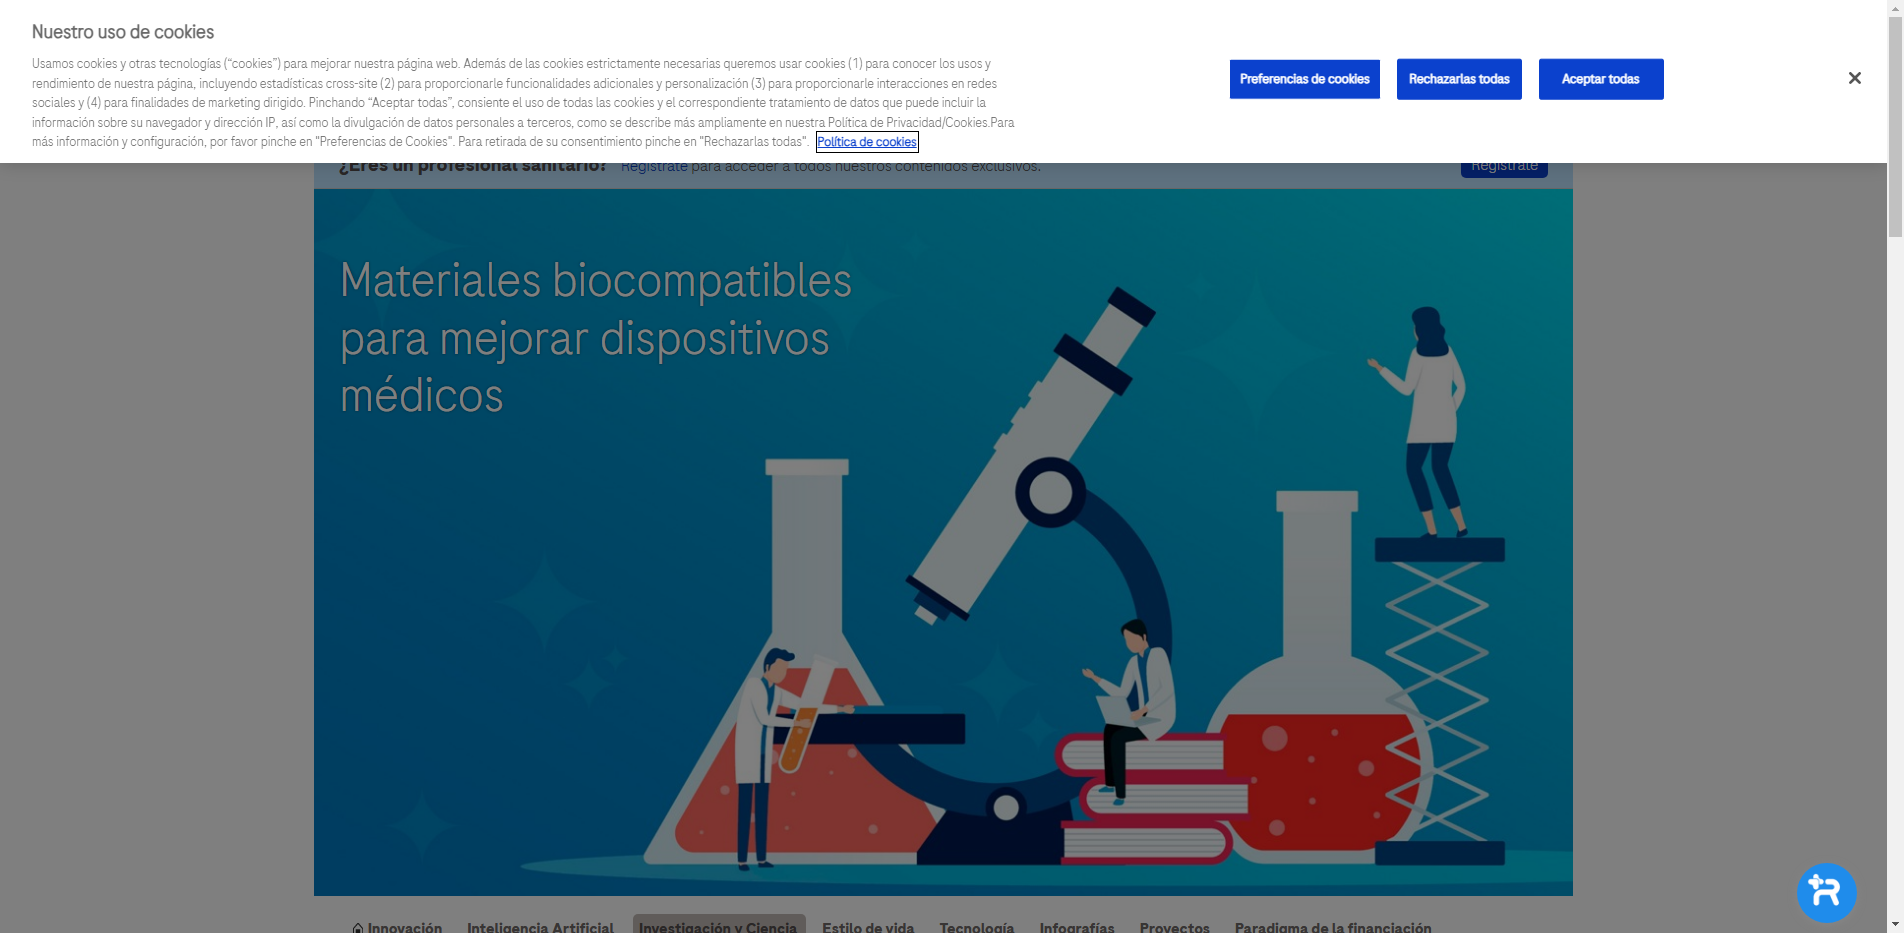 Nuestro uso de cookies
Usamos cookies y otras tecnologías (“cookies”) para mejorar nuestra página web. Además de las cookies estrictamente necesarias queremos usar cookies (1) para conocer los usos y
rendimiento de nuestra página, incluyendo estadísticas cross-site (2) para proporcionarle funcionalidades adicionales y personalización (3) para proporcionarle interacciones en redes
sociales y (4) para finalidades de marketing dirigido. Pinchando “Aceptar todas”, consiente el uso de todas las cookies y el correspondiente tratamiento de datos que puede incluir la
información sobre su navegador y dirección IP, así como la divulgación de datos personales a terceros, como se describe más ampliamente en nuestra Política de Privacidad/Cookies.Para
más información y configuración, por favor pinche en "Preferencias de Cookies". Para retirada de su consentimiento pinche en "Rechazarlas todas". Política de cookies
Preferencias de cookies
Rechazarlas todas
Aceptar todas
¿Eres un profesional sanitario? Regístrate para acceder a todos nuestros contenidos exclusivos.
Regístrate
Materiales biocompatibles
para mejorar dispositivos
médicos
Innovación Inteligencia Artificial Investigación y Ciencia Estilo de vida Tecnología Infografías Proyectos Paradigma de la financiación